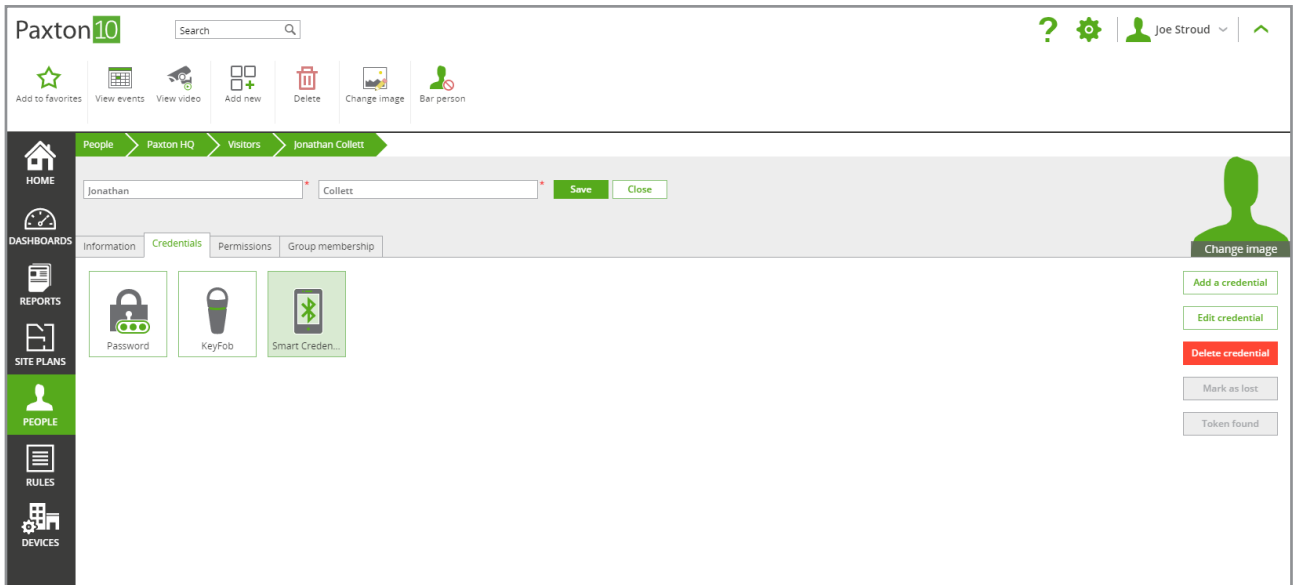 Paxton 10
Search
Joe Stroud
Add to favorites
View events
View video
Add new
Delete
Change image
Bar person
People
Paxton HQ
Visitors
Jonathan Collett
HOME
Jonathan
*
Collett
*
Save
Close
DASHBOARDS
Information
Credentials
Permissions
Group membership
Change image
REPORTS
Password
KeyFob
Smart Creden...
Add a credential
Edit credential
Delete credential
Mark as lost
Token found
SITE PLANS
PEOPLE
RULES
DEVICES